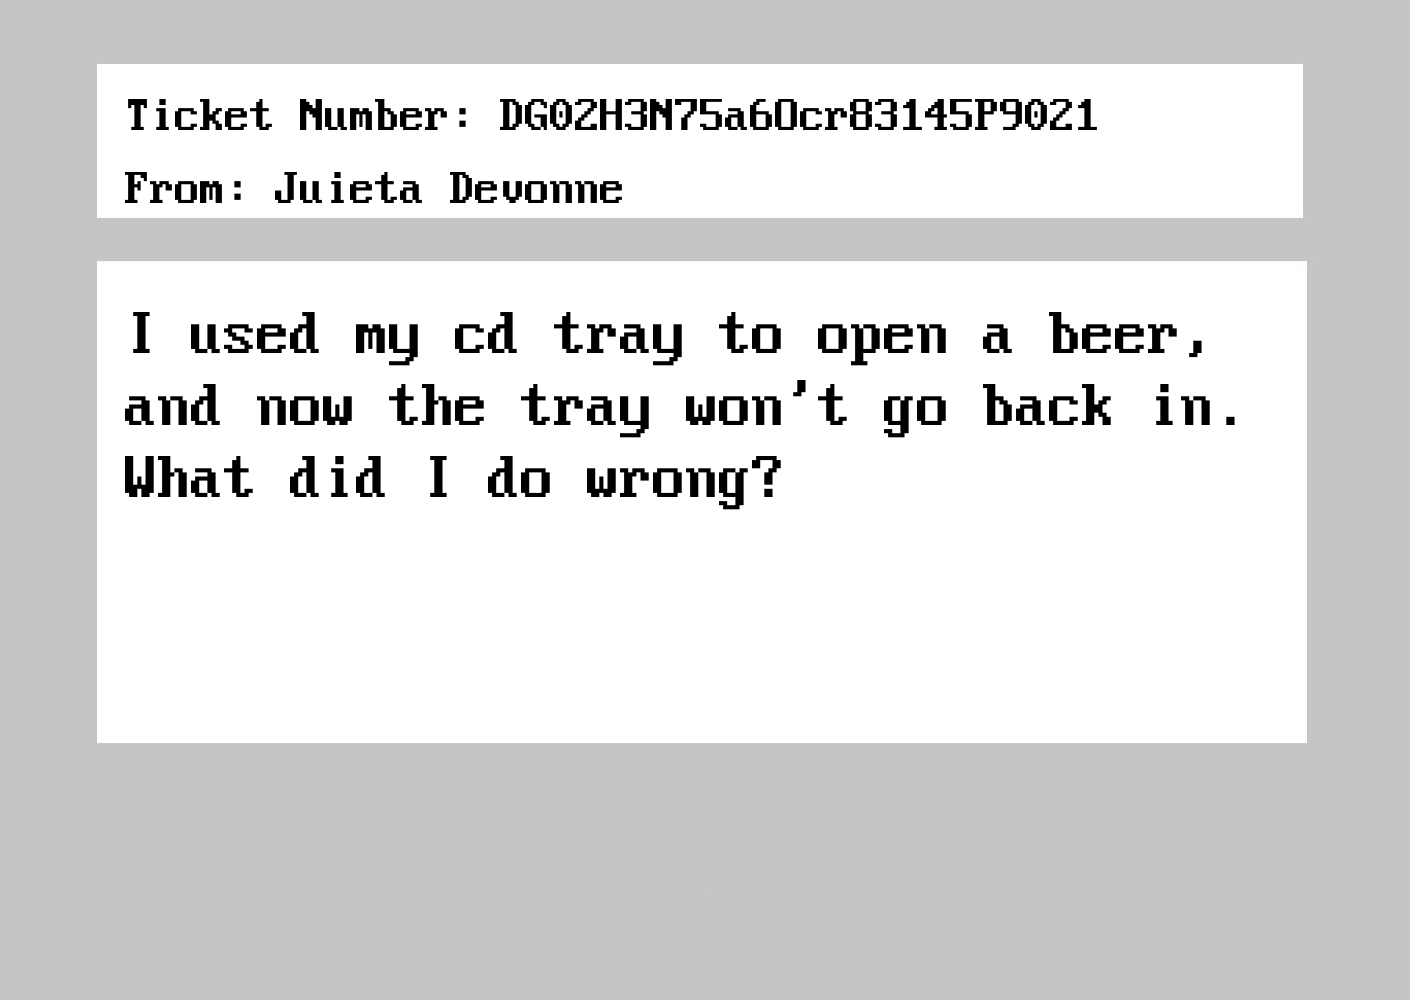 Ticket Number: DG02H3N75a6Ocr83145P9021
From: Juieta Devonne
I used my cd tray to open a beer,
and now the tray won't go back in.
What did I do wrong?